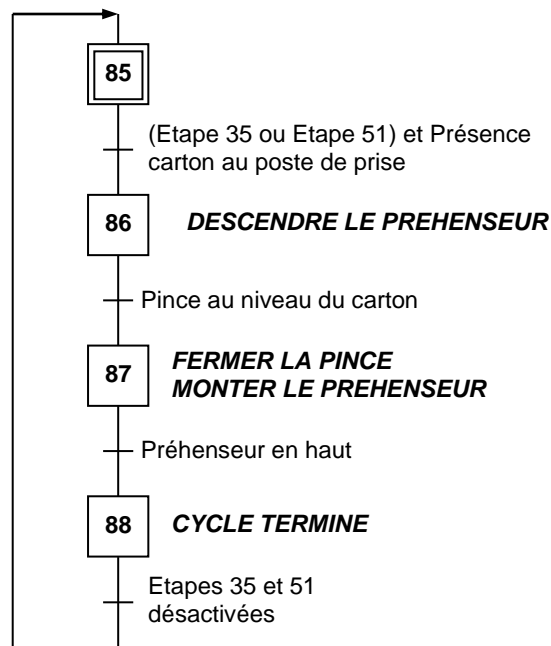 85
(Etape 35 ou Etape 51) et Présence
carton au poste de prise
86
DESCENDRE LE PREHENSEUR
Pince au niveau du carton
87
FERMER LA PINCE
MONTER LE PREHENSEUR
Préhenseur en haut
88
CYCLE TERMINE
Etapes 35 et 51
désactivées